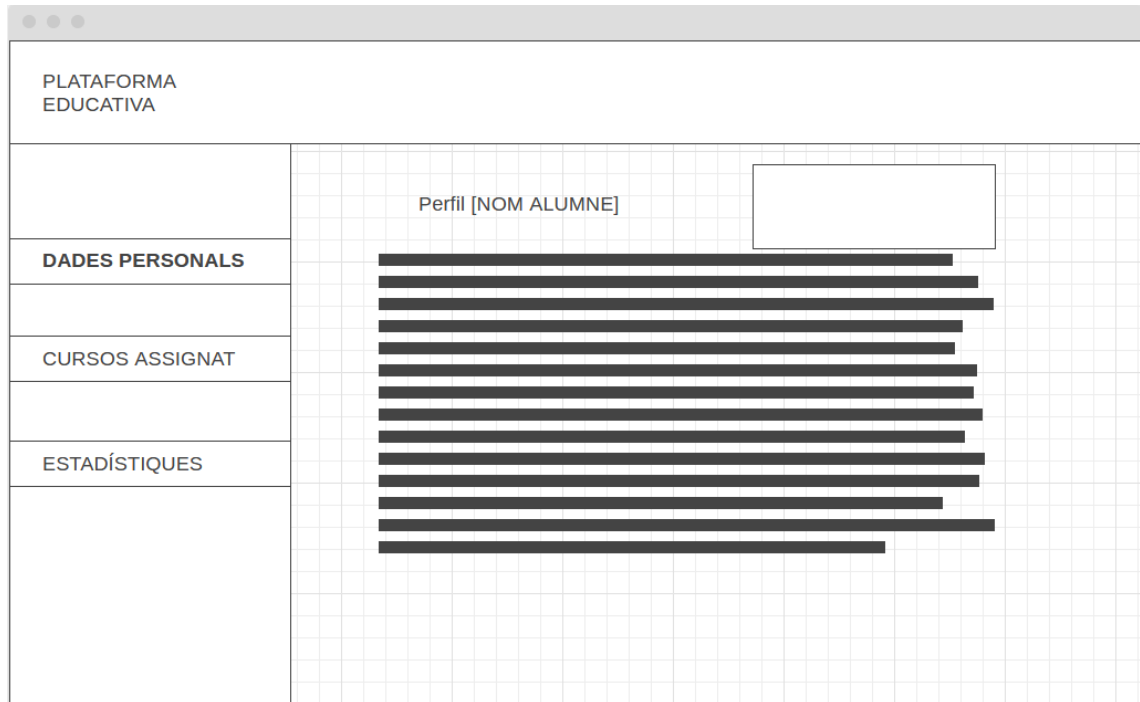 PLATAFORMA
EDUCATIVA
Perfil [NOM ALUMNE]
DADES PERSONALS
CURSOS ASSIGNAT
ESTADÍSTIQUES